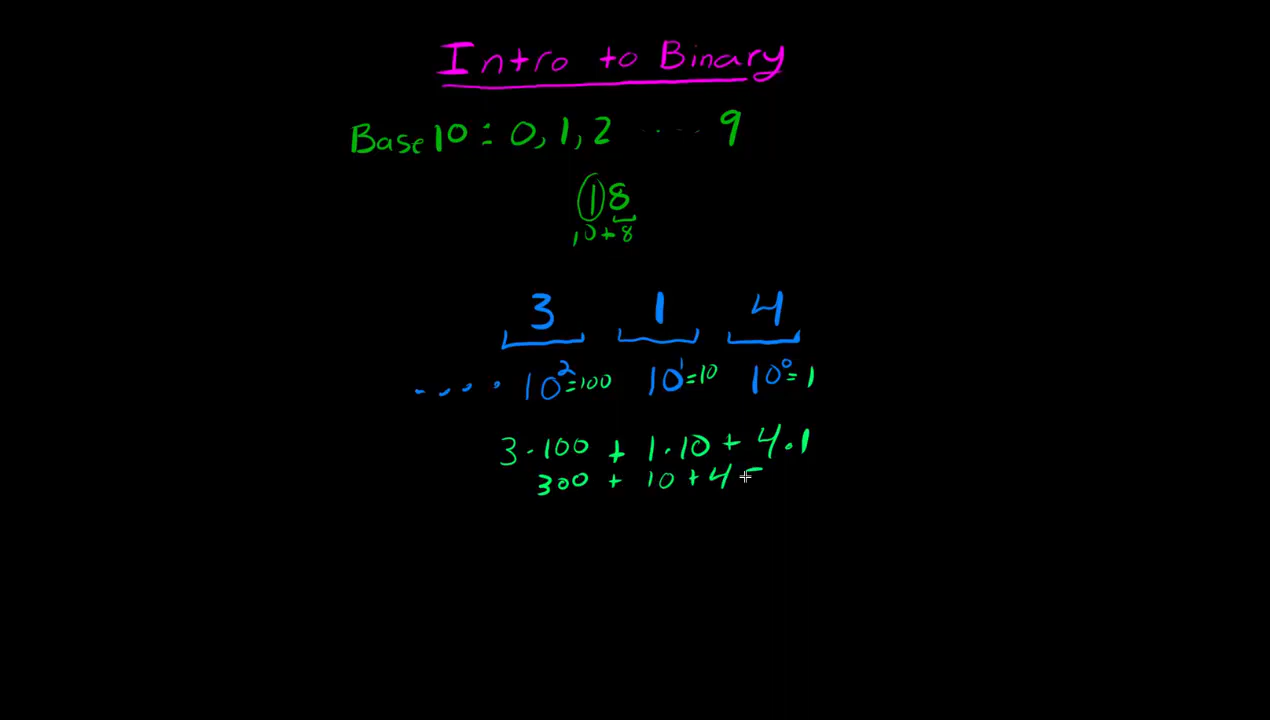 Intro to Binary
Base 10 : 0, 1, 2 ..... 9
18
10 + 8
3 1 4
.... 10² = 100 10¹ = 10 10⁰ = 1
3 · 100 + 1 · 10 + 4 · 1
300 + 10 + 4